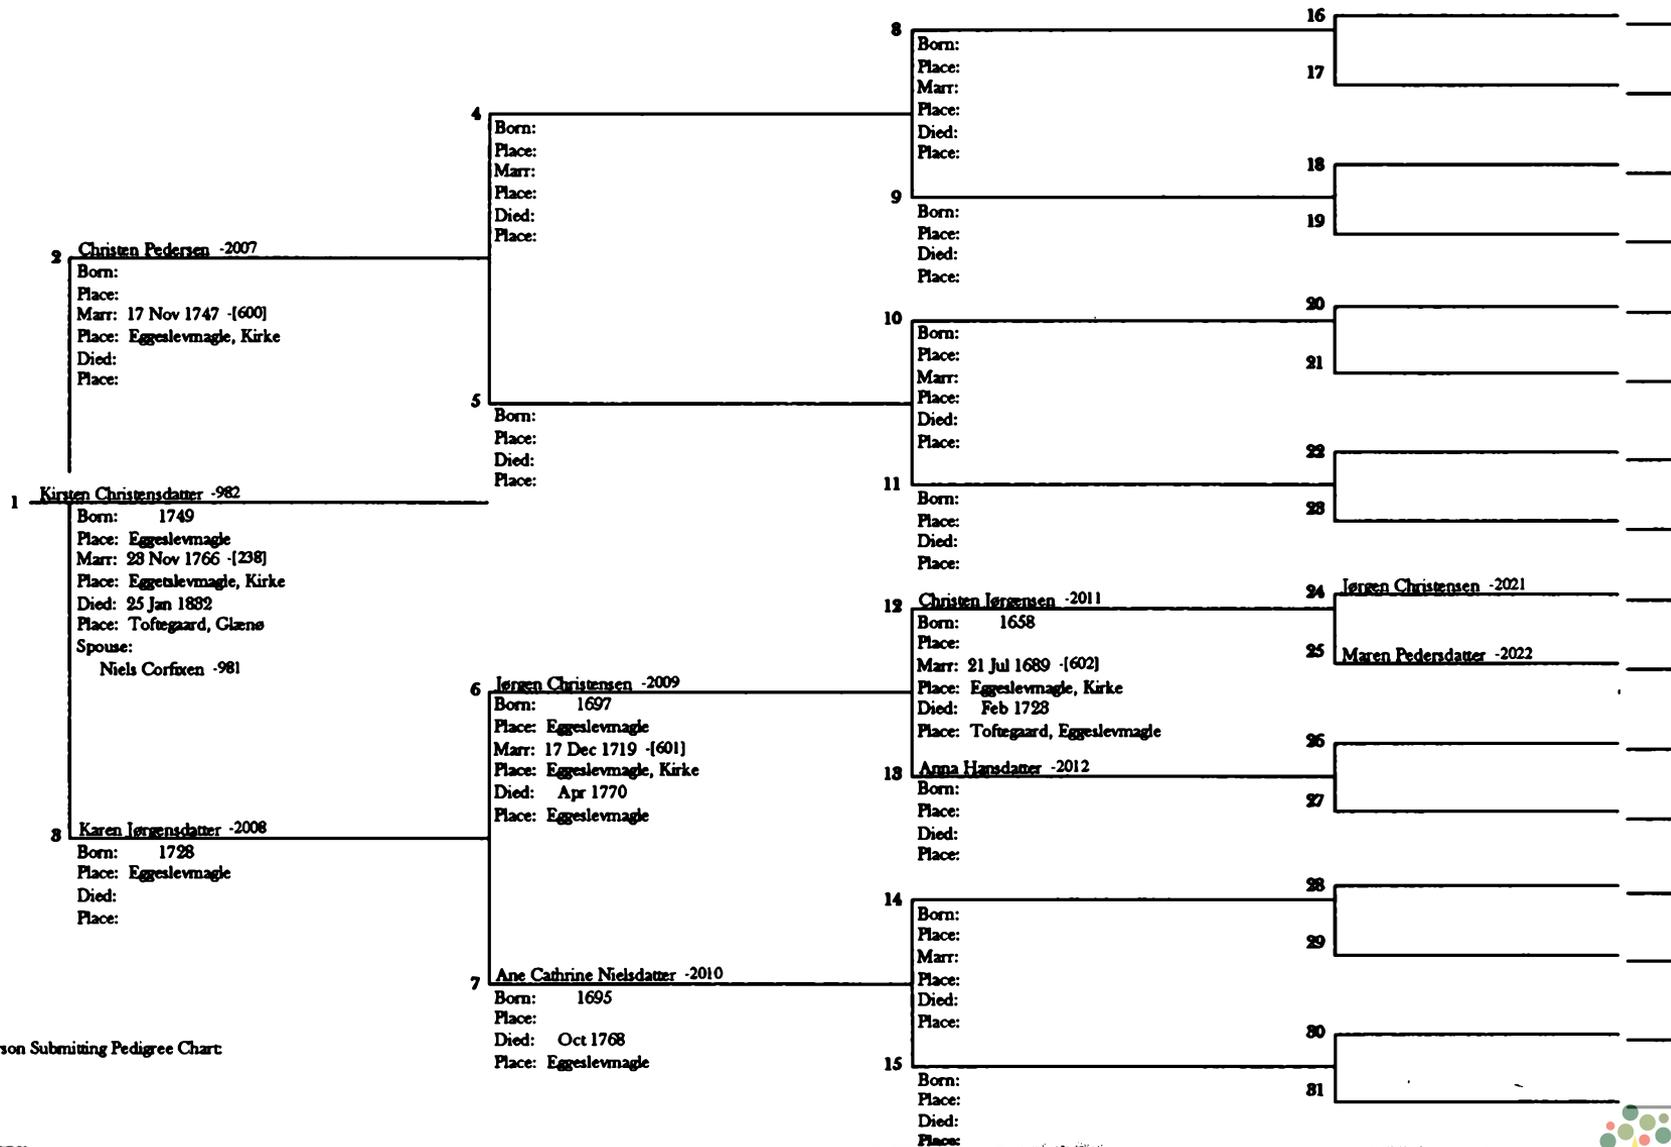 1
Kirsten Christensdatter -982
Born: 1749
Place: Eggeslevmagle
Marr: 23 Nov 1766 -[238]
Place: Eggetslevmagle, Kirke
Died: 25 Jan 1832
Place: Toftegaard, Glænø
Spouse:
Niels Corfixen -981
2
Christen Pedersen -2007
Born:
Place:
Marr: 17 Nov 1747 -[600]
Place: Eggeslevmagle, Kirke
Died:
Place:
3
Karen Jørgensdatter -2008
Born: 1728
Place: Eggeslevmagle
Died:
Place:
son Submitting Pedigree Chart:
4
Born:
Place:
Marr:
Place:
Died:
Place:
5
Born:
Place:
Died:
Place:
6
Jørgen Christensen -2009
Born: 1697
Place: Eggeslevmagle
Marr: 17 Dec 1719 -[601]
Place: Eggeslevmagle, Kirke
Died: Apr 1770
Place: Eggeslevmagle
7
Ane Cathrine Nielsdatter -2010
Born: 1695
Place:
Died: Oct 1768
Place: Eggeslevmagle
8
Born:
Place:
Marr:
Place:
Died:
Place:
9
Born:
Place:
Died:
Place:
10
Born:
Place:
Marr:
Place:
Died:
Place:
11
Born:
Place:
Died:
Place:
12
Christen Jørgensen -2011
Born: 1658
Place:
Marr: 21 Jul 1689 -[602]
Place: Eggeslevmagle, Kirke
Died: Feb 1728
Place: Toftegaard, Eggeslevmagle
13
Anna Hansdatter -2012
Born:
Place:
Died:
Place:
14
Born:
Place:
Marr:
Place:
Died:
Place:
15
Born:
Place:
Died:
Place:
16
17
18
19
20
21
22
23
24
Jørgen Christensen -2021
25
Maren Pedersdatter -2022
26
27
28
29
30
31